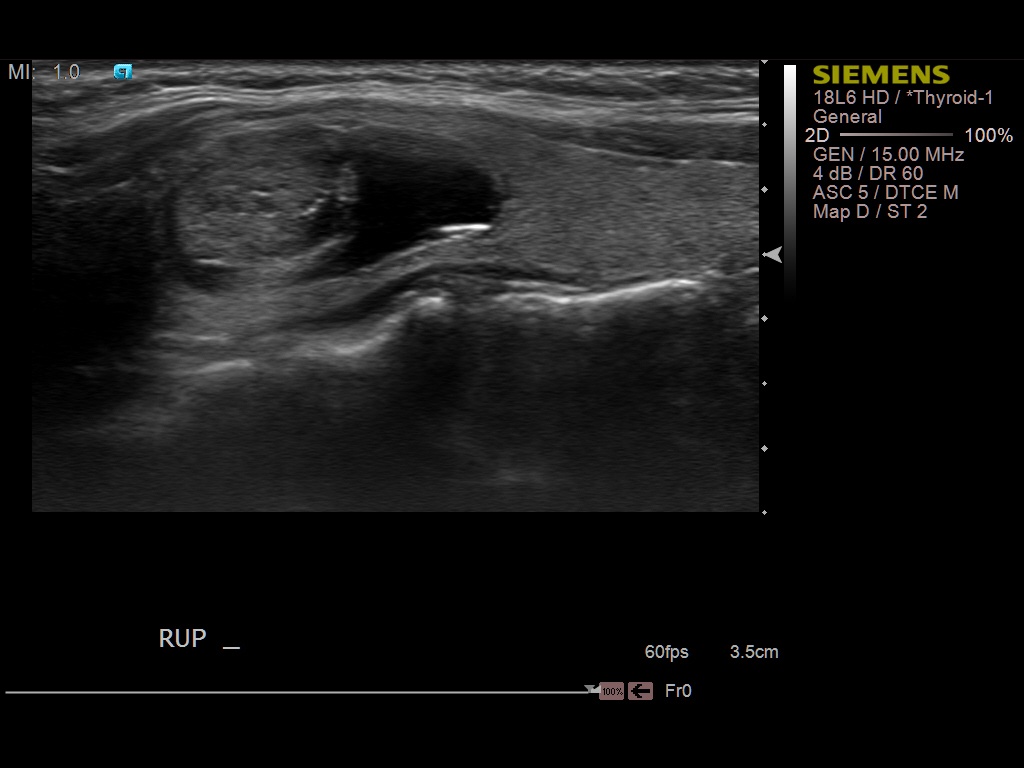 MI: 1.0
SIEMENS
18L6 HD / *Thyroid-1
General
2D 100%
GEN / 15.00 MHz
4 dB / DR 60
ASC 5 / DTCE M
Map D / ST 2
RUP _
60fps 3.5cm
100% Fr0